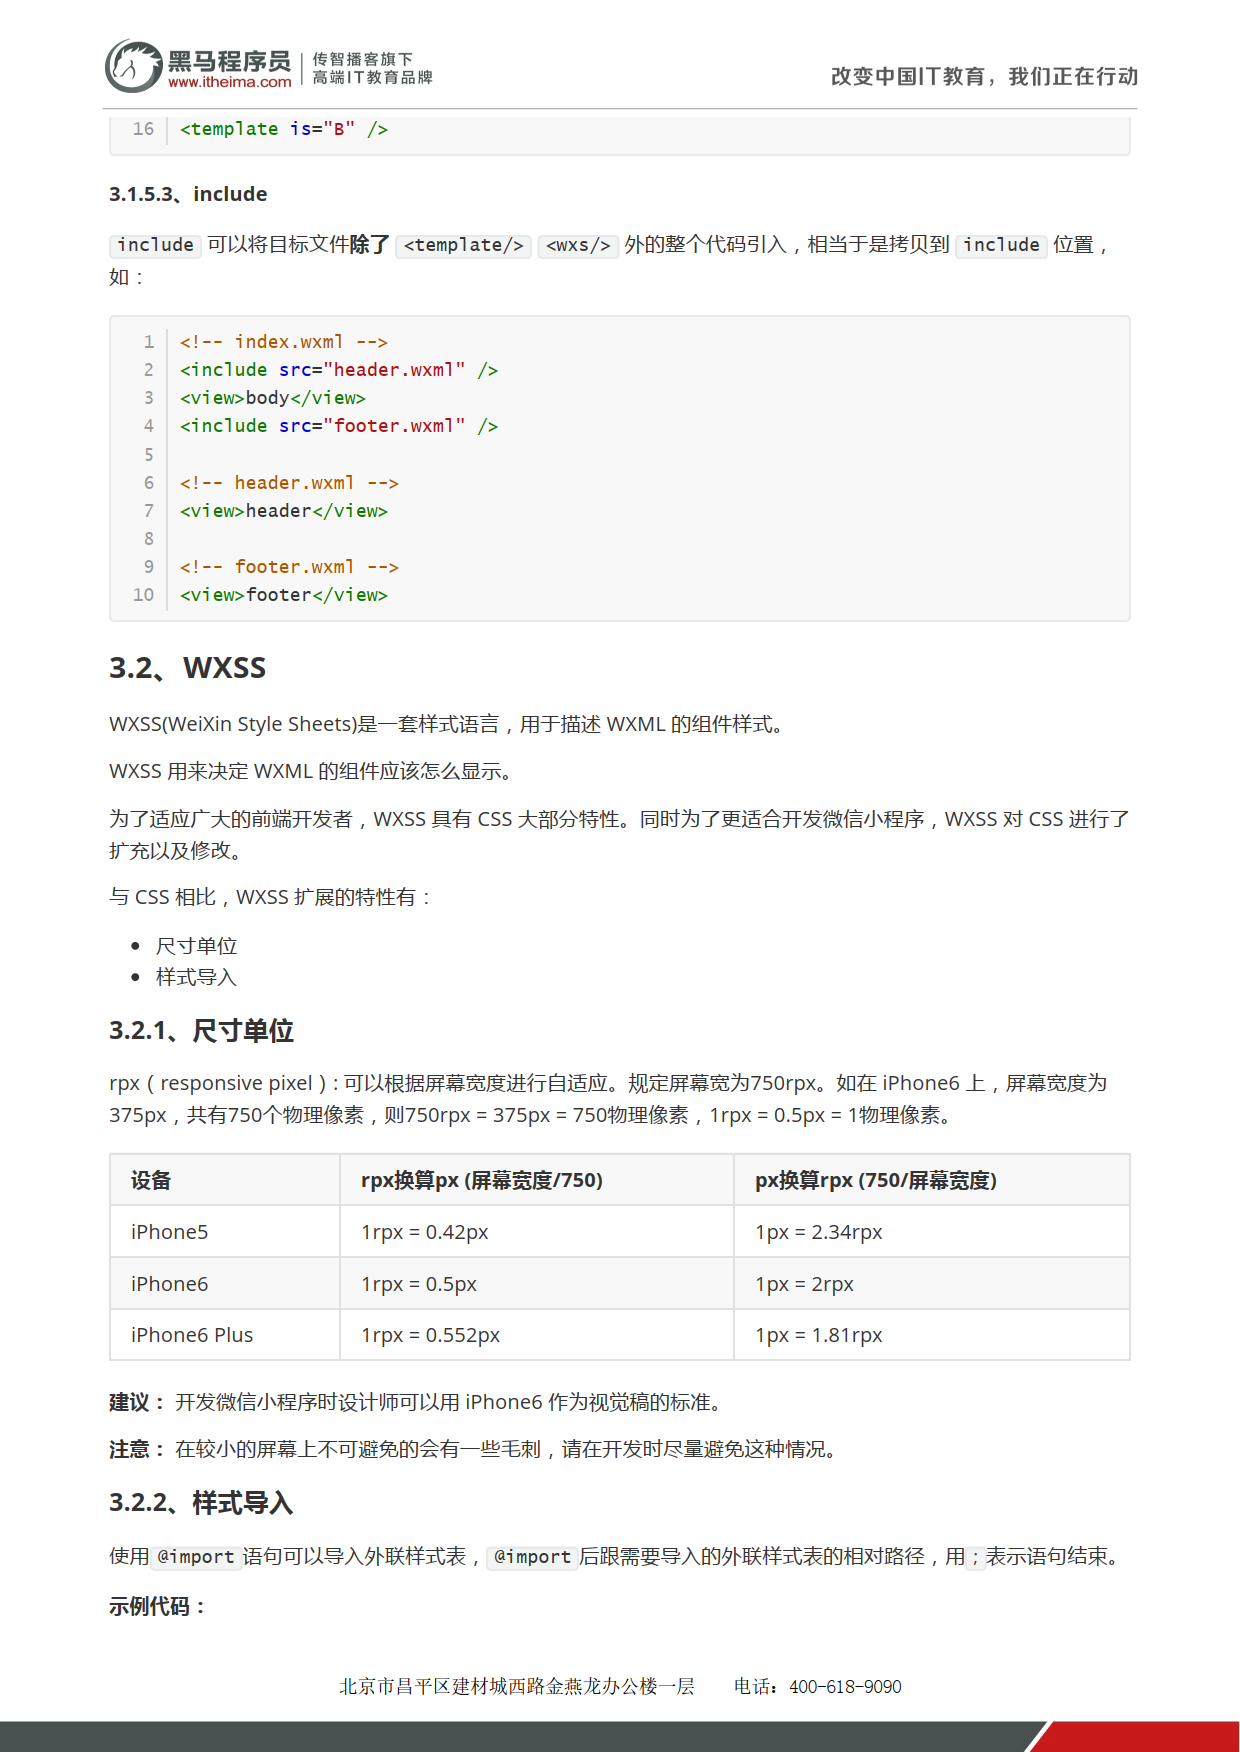 黑马程序员
www.itheima.com
传智播客旗下
高端IT教育品牌
改变中国IT教育，我们正在行动
16 <template is="B" />
3.1.5.3、include
include 可以将目标文件除了 <template/> <wxs/> 外的整个代码引入，相当于是拷贝到 include 位置，
如：
1 <!-- index.wxml -->
2 <include src="header.wxml" />
3 <view>body</view>
4 <include src="footer.wxml" />
5
6 <!-- header.wxml -->
7 <view>header</view>
8
9 <!-- footer.wxml -->
10 <view>footer</view>
3.2、WXSS
WXSS(WeiXin Style Sheets)是一套样式语言，用于描述 WXML 的组件样式。
WXSS 用来决定 WXML 的组件应该怎么显示。
为了适应广大的前端开发者，WXSS 具有 CSS 大部分特性。同时为了更适合开发微信小程序，WXSS 对 CSS 进行了
扩充以及修改。
与 CSS 相比，WXSS 扩展的特性有：
• 尺寸单位
• 样式导入
3.2.1、尺寸单位
rpx（responsive pixel）: 可以根据屏幕宽度进行自适应。规定屏幕宽为750rpx。如在 iPhone6 上，屏幕宽度为
375px，共有750个物理像素，则750rpx = 375px = 750物理像素，1rpx = 0.5px = 1物理像素。
设备 rpx换算px (屏幕宽度/750) px换算rpx (750/屏幕宽度)
iPhone5 1rpx = 0.42px 1px = 2.34rpx
iPhone6 1rpx = 0.5px 1px = 2rpx
iPhone6 Plus 1rpx = 0.552px 1px = 1.81rpx
建议： 开发微信小程序时设计师可以用 iPhone6 作为视觉稿的标准。
注意： 在较小的屏幕上不可避免的会有一些毛刺，请在开发时尽量避免这种情况。
3.2.2、样式导入
使用 @import 语句可以导入外联样式表， @import 后跟需要导入的外联样式表的相对路径，用 ; 表示语句结束。
示例代码：
北京市昌平区建材城西路金燕龙办公楼一层 电话：400-618-9090